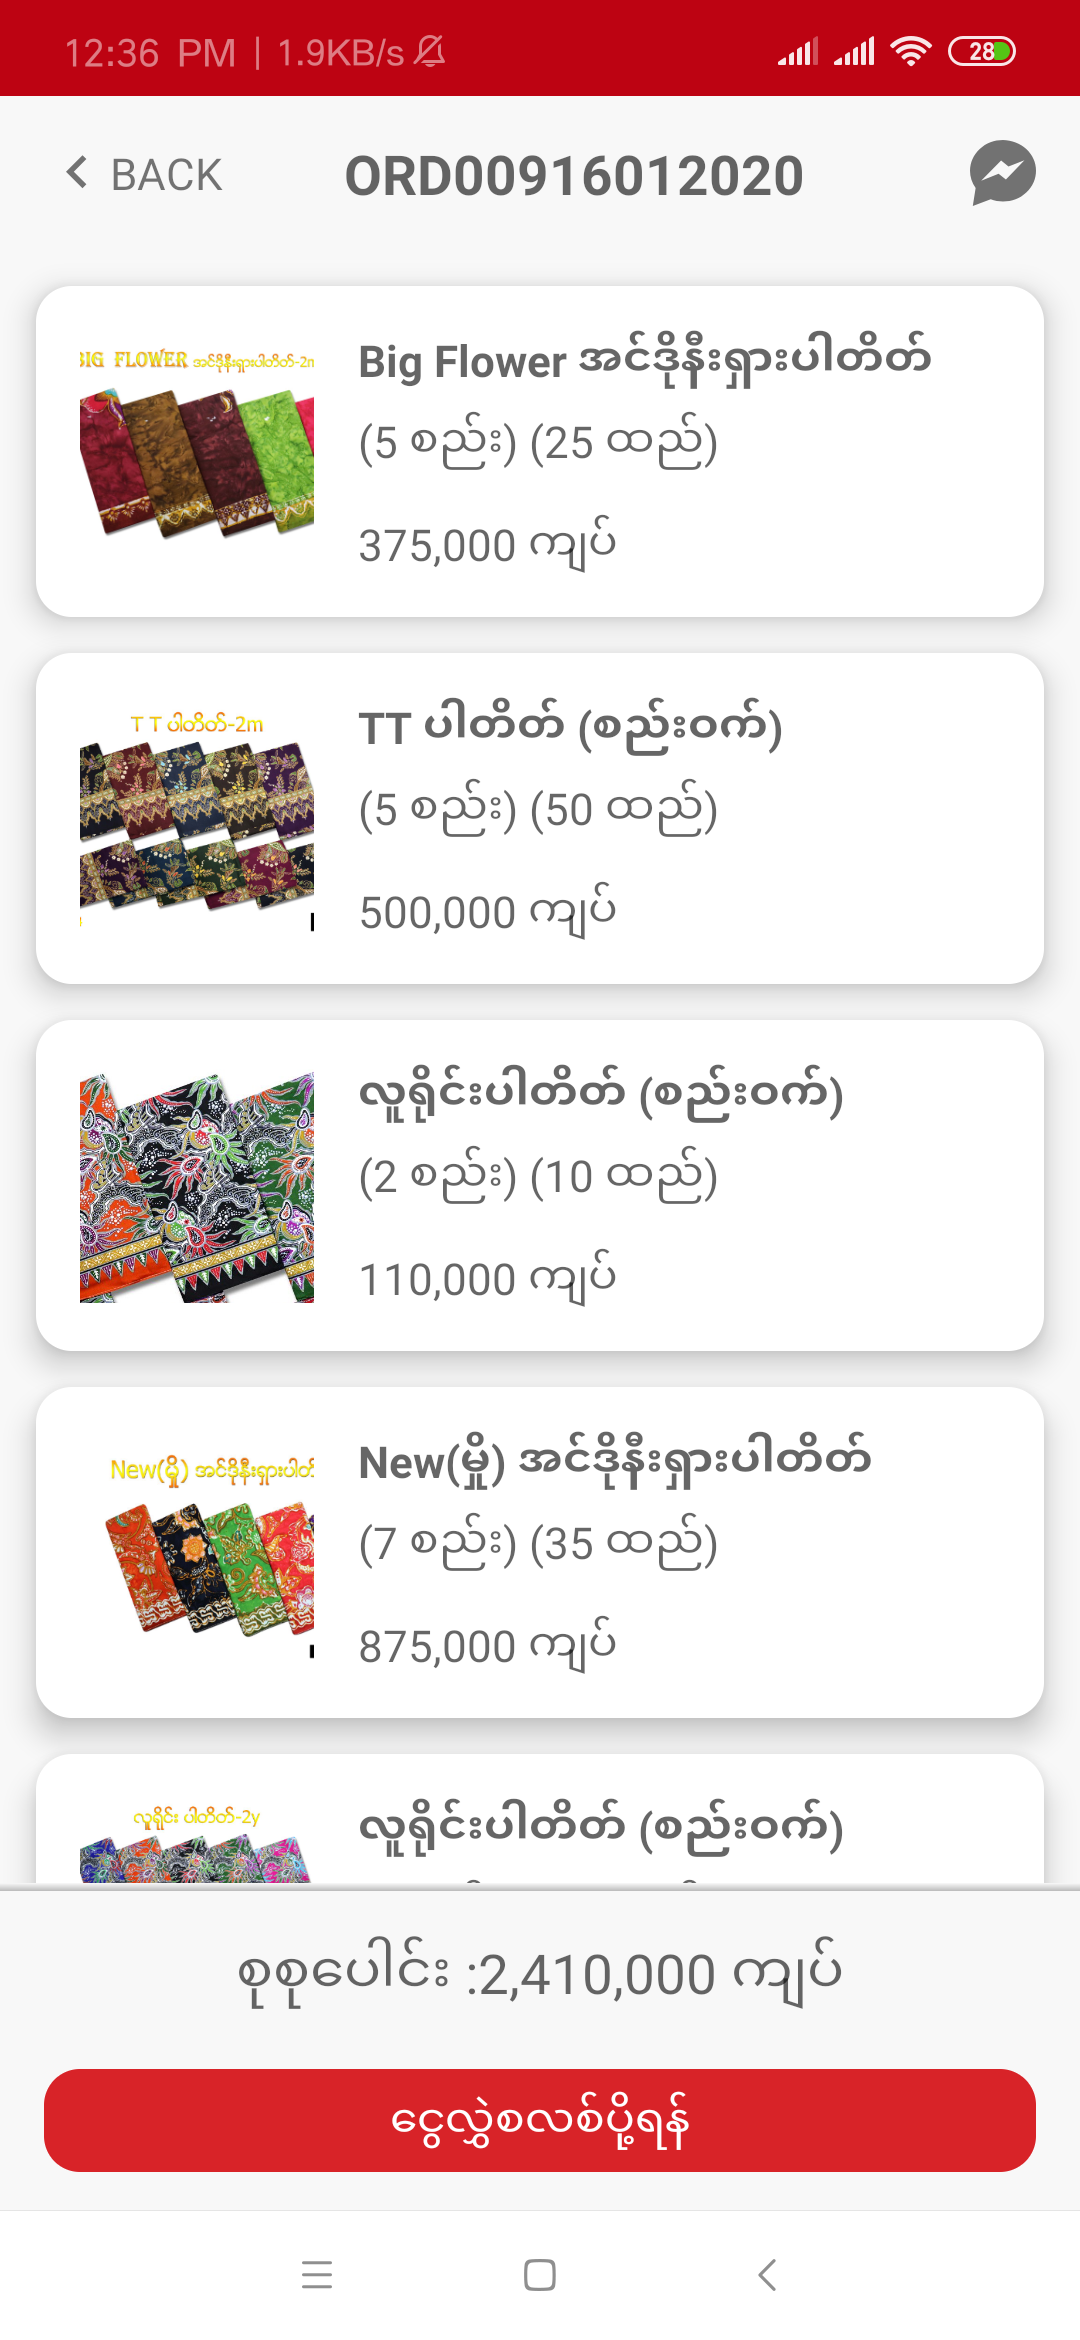 12:36 PM | 1.9KB/s
28
BACK
ORD00916012020
BIG FLOWER အင်ဒိုနီးရှားပါတိတ်-2m
Big Flower အင်ဒိုနီးရှားပါတိတ်
(5 စည်း) (25 ထည်)
375,000 ကျပ်
T T ပါတိတ်-2m
TT ပါတိတ် (စည်းဝက်)
(5 စည်း) (50 ထည်)
500,000 ကျပ်
လူရိုင်းပါတိတ် (စည်းဝက်)
(2 စည်း) (10 ထည်)
110,000 ကျပ်
New(မှို) အင်ဒိုနီးရှားပါတိ
New(မှို) အင်ဒိုနီးရှားပါတိတ်
(7 စည်း) (35 ထည်)
875,000 ကျပ်
လူရိုင်း ပါတိတ်-2y
လူရိုင်းပါတိတ် (စည်းဝက်)
စုစုပေါင်း :2,410,000 ကျပ်
ငွေလွှဲစလစ်ပို့ရန်